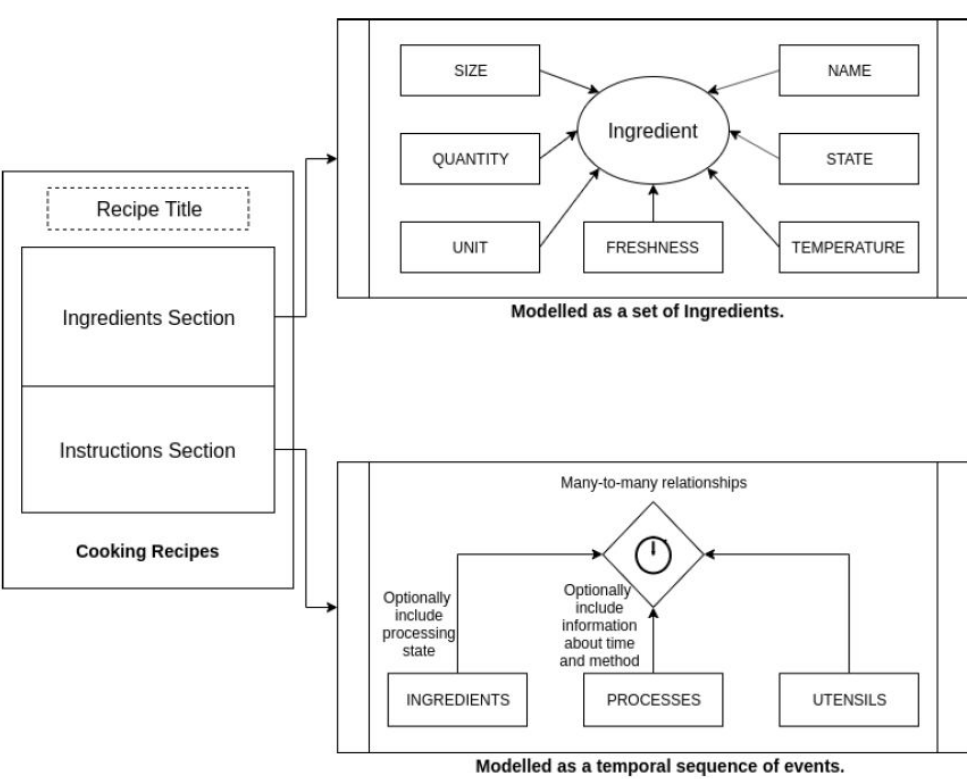 Recipe Title
Ingredients Section
Instructions Section
Cooking Recipes
SIZE
NAME
Ingredient
QUANTITY
STATE
UNIT
FRESHNESS
TEMPERATURE
Modelled as a set of Ingredients.
Many-to-many relationships
Optionally
include
processing
state
Optionally
include
information
about time
and method
INGREDIENTS
PROCESSES
UTENSILS
Modelled as a temporal sequence of events.